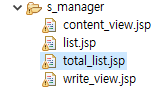 s_manager
content_view.jsp
list.jsp
total_list.jsp
write_view.jsp